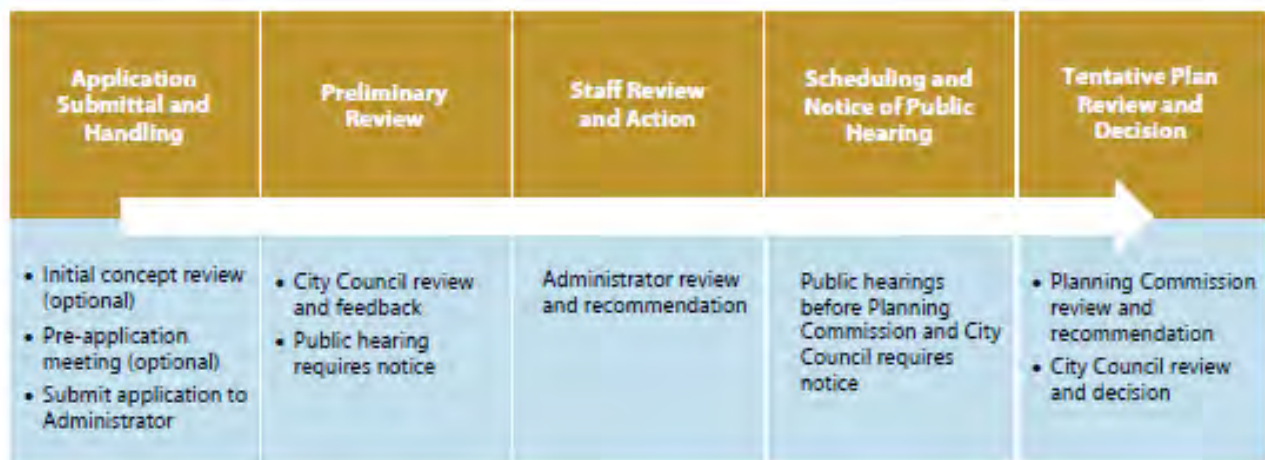 Application
Submittal and
Handling
Preliminary
Review
Staff Review
and Action
Scheduling and
Notice of Public
Hearing
Tentative Plan
Review and
Decision
• Initial concept review
(optional)
• Pre-application
meeting (optional)
• Submit application to
Administrator
• City Council review
and feedback
• Public hearing
requires notice
Administrator review
and recommendation
Public hearings
before Planning
Commission and City
Council requires
notice
• Planning Commission
review and
recommendation
• City Council review
and decision